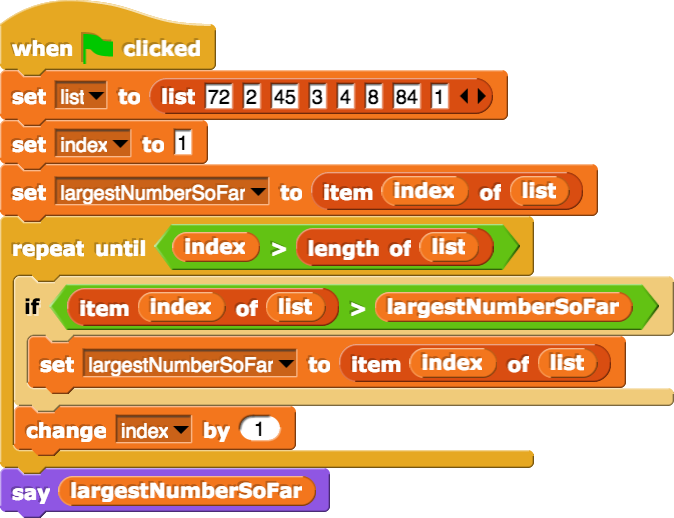 when clicked
set list to list 72 2 45 3 4 8 84 1
set index to 1
set largestNumberSoFar to item index of list
repeat until index > length of list
if item index of list > largestNumberSoFar
set largestNumberSoFar to item index of list
change index by 1
say largestNumberSoFar